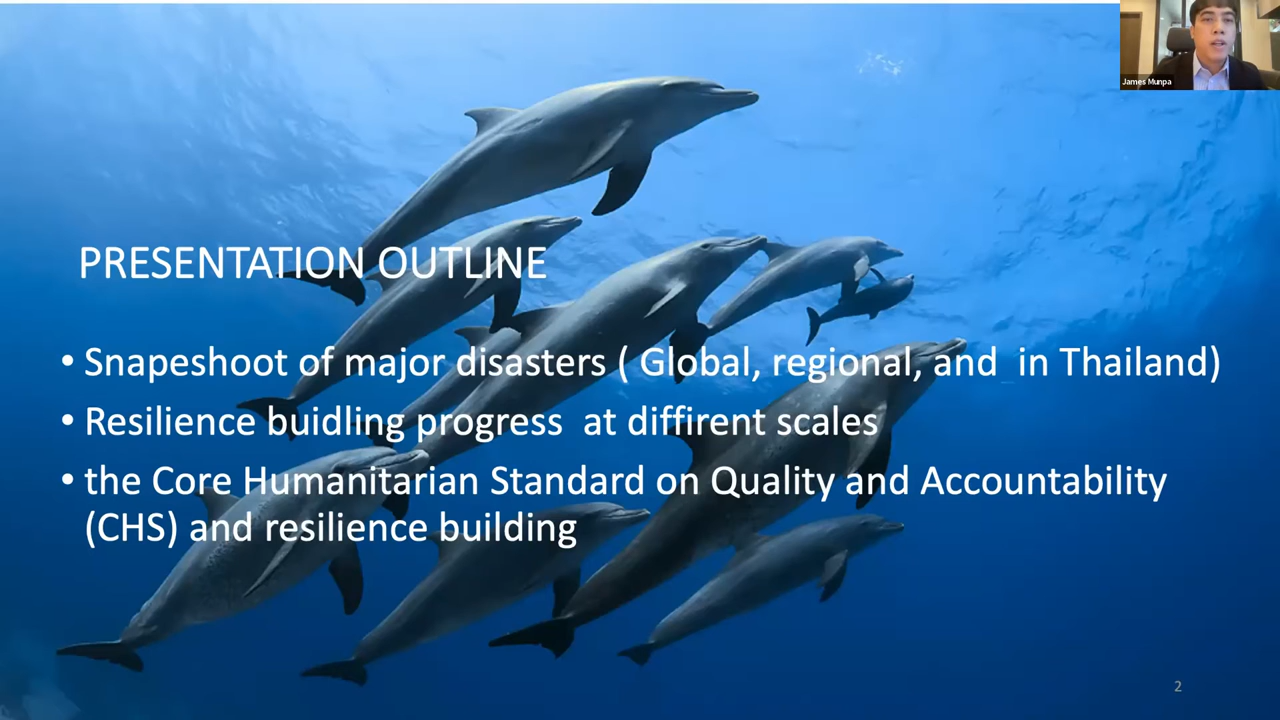 James Munpa
PRESENTATION OUTLINE
• Snapeshoot of major disasters ( Global, regional, and  in Thailand)
• Resilience buidling progress  at diffirent scales
• the Core Humanitarian Standard on Quality and Accountability
(CHS) and resilience building
2